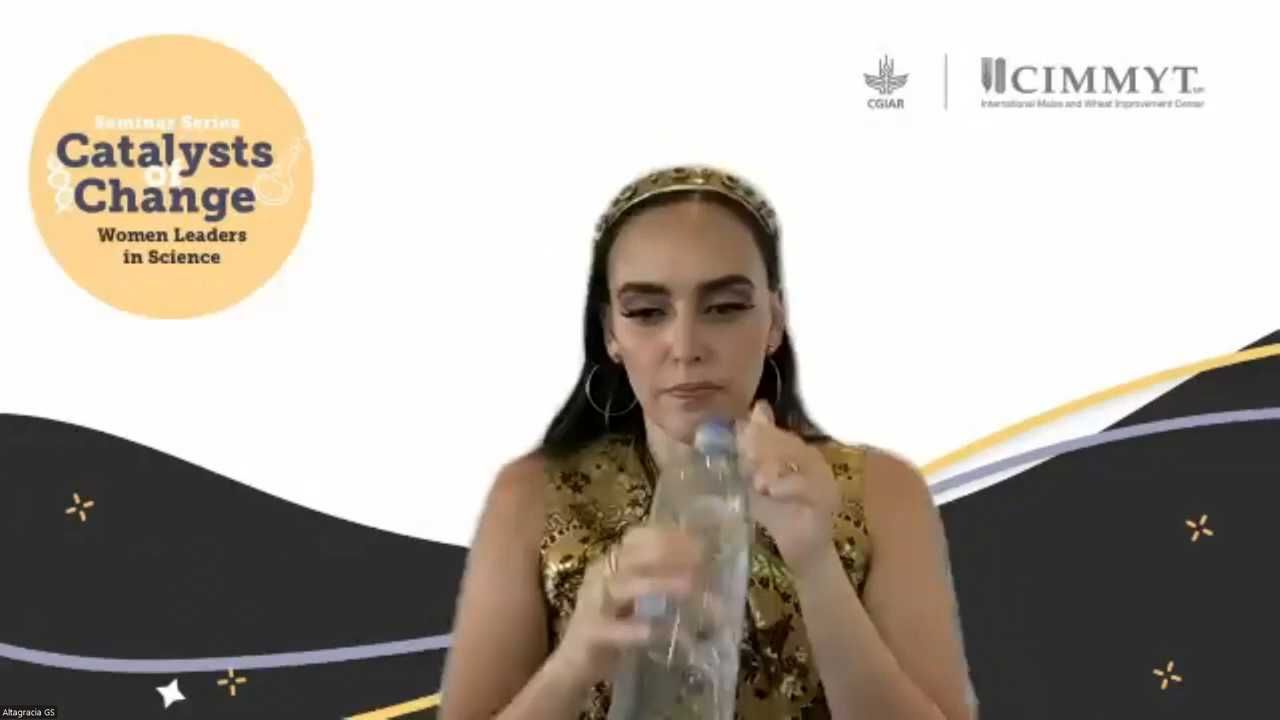 Seminar Series
Catalysts
of
Change
Women Leaders
in Science
CGIAR
CIMMYT
International Maize and Wheat Improvement Center
Altagracia GS